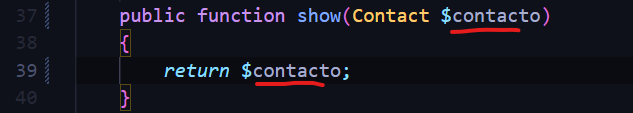 37 public function show(Contact $contacto)
38 {
39 return $contacto;
40 }